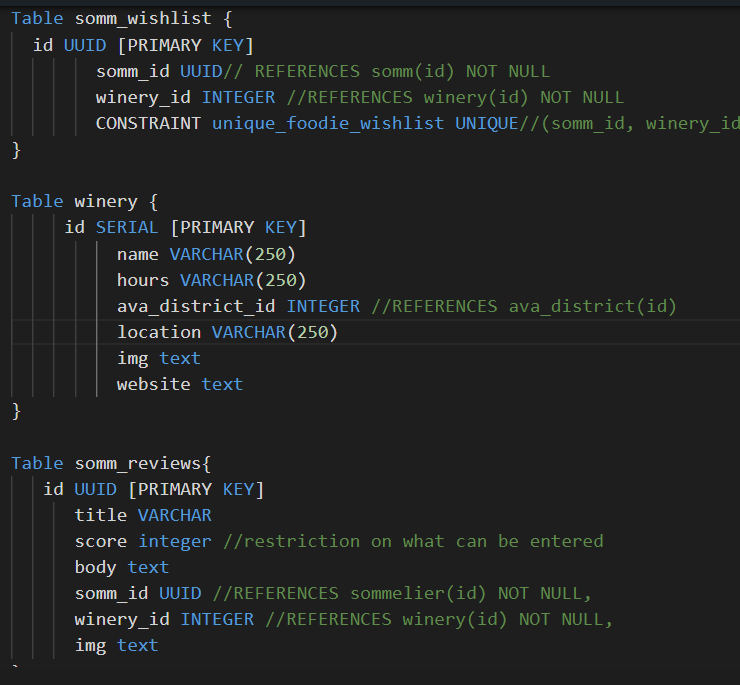 Table somm_wishlist {
id UUID [PRIMARY KEY]
somm_id UUID// REFERENCES somm(id) NOT NULL
winery_id INTEGER //REFERENCES winery(id) NOT NULL
CONSTRAINT unique_foodie_wishlist UNIQUE//(somm_id, winery_id
}
Table winery {
id SERIAL [PRIMARY KEY]
name VARCHAR(250)
hours VARCHAR(250)
ava_district_id INTEGER //REFERENCES ava_district(id)
location VARCHAR(250)
img text
website text
}
Table somm_reviews{
id UUID [PRIMARY KEY]
title VARCHAR
score integer //restriction on what can be entered
body text
somm_id UUID //REFERENCES sommelier(id) NOT NULL,
winery_id INTEGER //REFERENCES winery(id) NOT NULL,
img text